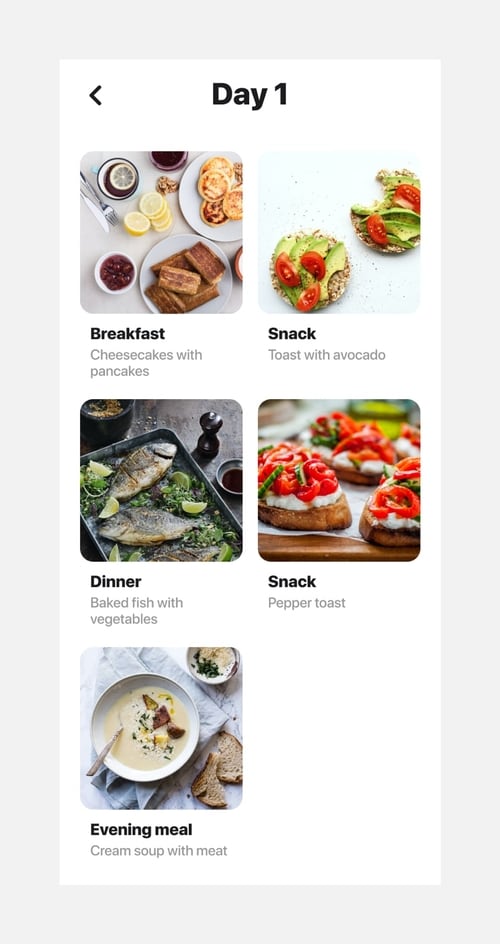 Day 1
Breakfast
Cheesecakes with
pancakes
Snack
Toast with avocado
Dinner
Baked fish with
vegetables
Snack
Pepper toast
Evening meal
Cream soup with meat